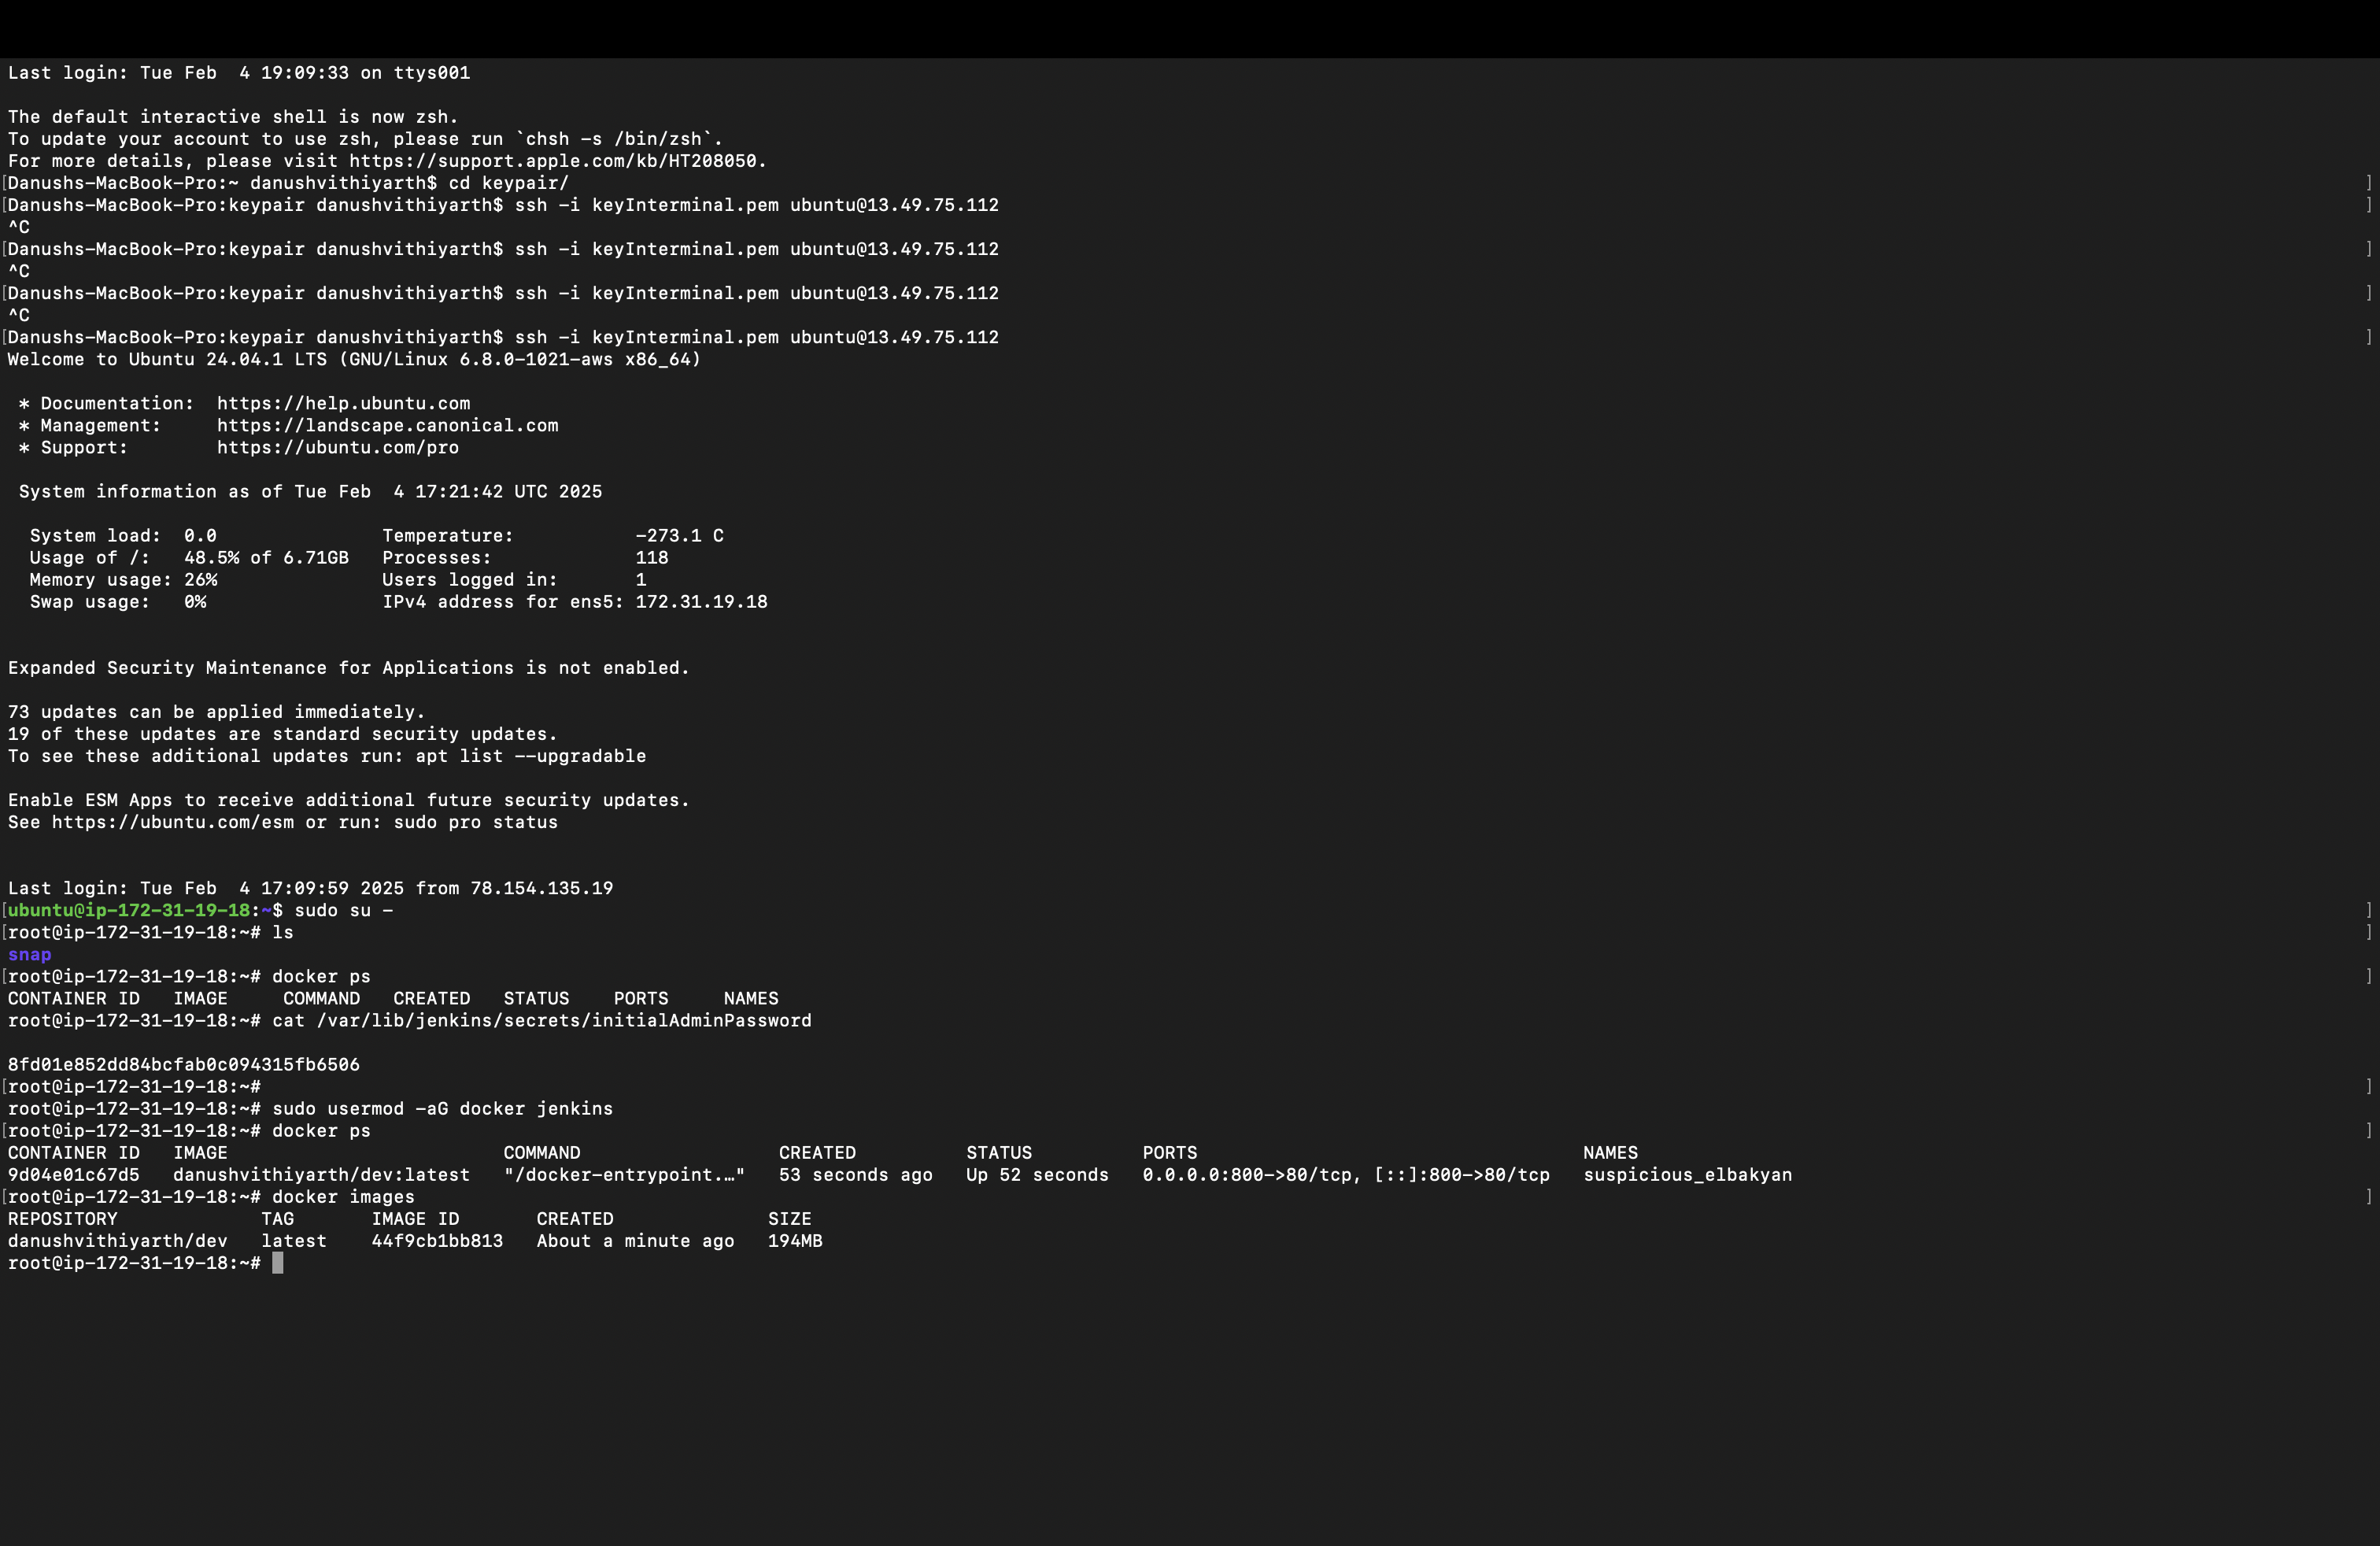 Last login: Tue Feb  4 19:09:33 on ttys001

The default interactive shell is now zsh.
To update your account to use zsh, please run `chsh -s /bin/zsh`.
For more details, please visit https://support.apple.com/kb/HT208050.
[Danushs-MacBook-Pro:~ danushvithiyarth$ cd keypair/ ]
[Danushs-MacBook-Pro:keypair danushvithiyarth$ ssh -i keyInterminal.pem ubuntu@13.49.75.112 ]
^C
[Danushs-MacBook-Pro:keypair danushvithiyarth$ ssh -i keyInterminal.pem ubuntu@13.49.75.112 ]
^C
[Danushs-MacBook-Pro:keypair danushvithiyarth$ ssh -i keyInterminal.pem ubuntu@13.49.75.112 ]
^C
[Danushs-MacBook-Pro:keypair danushvithiyarth$ ssh -i keyInterminal.pem ubuntu@13.49.75.112 ]
Welcome to Ubuntu 24.04.1 LTS (GNU/Linux 6.8.0-1021-aws x86_64)

 * Documentation:  https://help.ubuntu.com
 * Management:     https://landscape.canonical.com
 * Support:        https://ubuntu.com/pro

 System information as of Tue Feb  4 17:21:42 UTC 2025

  System load:  0.0               Temperature:           -273.1 C
  Usage of /:   48.5% of 6.71GB   Processes:             118
  Memory usage: 26%               Users logged in:       1
  Swap usage:   0%                IPv4 address for ens5: 172.31.19.18

Expanded Security Maintenance for Applications is not enabled.

73 updates can be applied immediately.
19 of these updates are standard security updates.
To see these additional updates run: apt list --upgradable

Enable ESM Apps to receive additional future security updates.
See https://ubuntu.com/esm or run: sudo pro status

Last login: Tue Feb  4 17:09:59 2025 from 78.154.135.19
[ubuntu@ip-172-31-19-18:~$ sudo su - ]
[root@ip-172-31-19-18:~# ls ]
snap
[root@ip-172-31-19-18:~# docker ps ]
CONTAINER ID   IMAGE     COMMAND   CREATED   STATUS    PORTS     NAMES
root@ip-172-31-19-18:~# cat /var/lib/jenkins/secrets/initialAdminPassword

8fd01e852dd84bcfab0c094315fb6506
[root@ip-172-31-19-18:~# ]
root@ip-172-31-19-18:~# sudo usermod -aG docker jenkins
[root@ip-172-31-19-18:~# docker ps ]
CONTAINER ID   IMAGE                         COMMAND                  CREATED          STATUS          PORTS                                   NAMES
9d04e01c67d5   danushvithiyarth/dev:latest   "/docker-entrypoint.…"   53 seconds ago   Up 52 seconds   0.0.0.0:800->80/tcp, [::]:800->80/tcp   suspicious_elbakyan
[root@ip-172-31-19-18:~# docker images ]
REPOSITORY             TAG       IMAGE ID       CREATED              SIZE
danushvithiyarth/dev   latest    44f9cb1bb813   About a minute ago   194MB
root@ip-172-31-19-18:~#